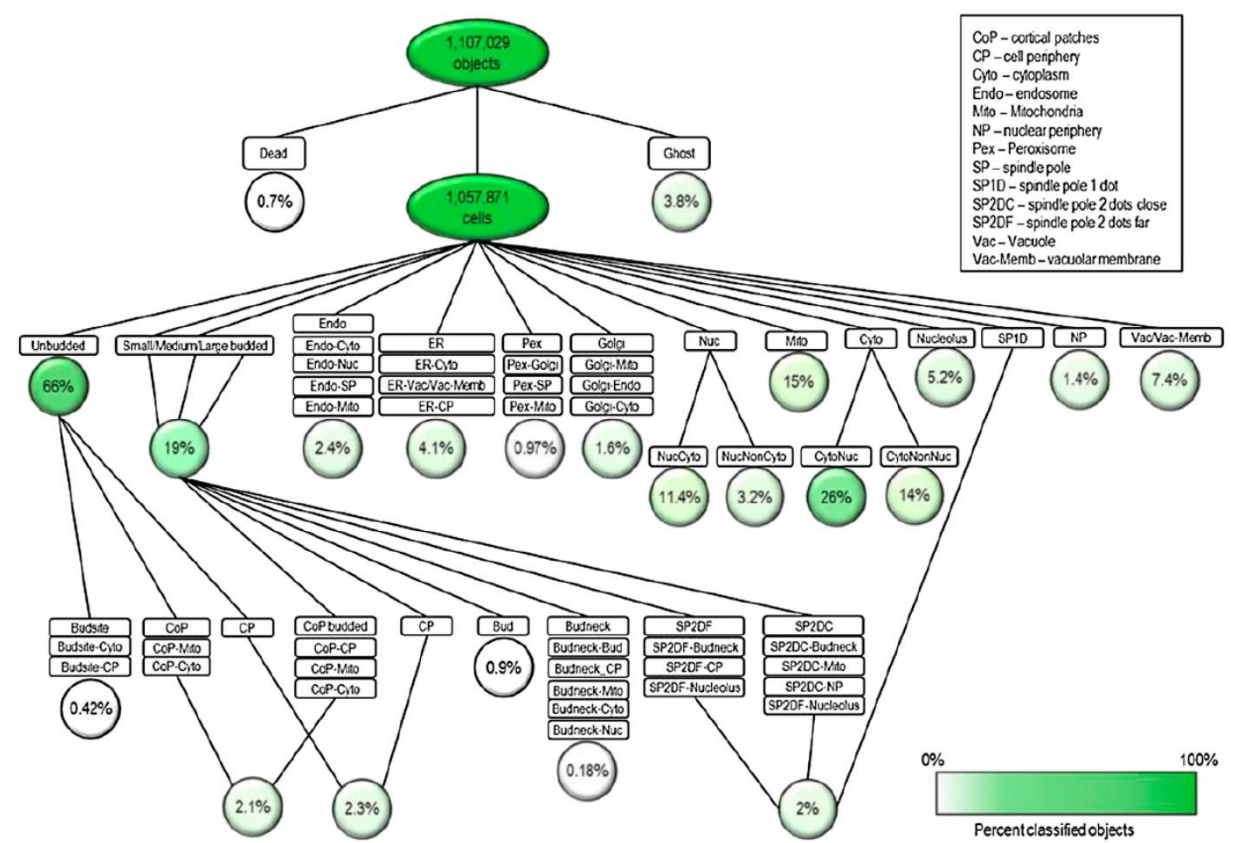 1,107,029
objects
CoP – cortical patches
CP – cell periphery
Cyto – cytoplasm
Endo – endosome
Mito – Mitochondria
NP – nuclear periphery
Pex – Peroxisome
SP – spindle pole
SP1D – spindle pole 1 dot
SP2DC – spindle pole 2 dots close
SP2DF – spindle pole 2 dots far
Vac – Vacuole
Vac-Memb – vacuolar membrane
Dead
Ghost
0.7%
1,057,871
cells
3.8%
Unbudded
66%
Small/Medium/Large budded
19%
Endo
Endo-Cyto
Endo-Nuc
Endo-SP
Endo-Mito
2.4%
ER
ER-Cyto
ER-Vac/Vac-Memb
ER-CP
4.1%
Pex
Pex-Golgi
Pex-SP
Pex-Mito
0.97%
Golgi
Golgi-Mito
Golgi-Endo
Golgi-Cyto
1.6%
Nuc
NucCyto
11.4%
NucNonCyto
3.2%
Mito
15%
Cyto
CytoNuc
26%
CytoNonNuc
14%
Nucleolus
5.2%
SP1D
NP
1.4%
Vac/Vac-Memb
7.4%
Budsite
Budsite-Cyto
Budsite-CP
0.42%
CoP
CoP-Mito
CoP-Cyto
CP
CoP budded
CoP-CP
CoP-Mito
CoP-Cyto
CP
Bud
0.9%
Budneck
Budneck-Bud
Budneck_CP
Budneck-Mito
Budneck-Cyto
Budneck-Nuc
0.18%
SP2DF
SP2DF-Budneck
SP2DF-CP
SP2DF-Nucleolus
SP2DC
SP2DC-Budneck
SP2DC-Mito
SP2DC-NP
SP2DF-Nucleolus
2.1%
2.3%
2%
0%
100%
Percent classified objects